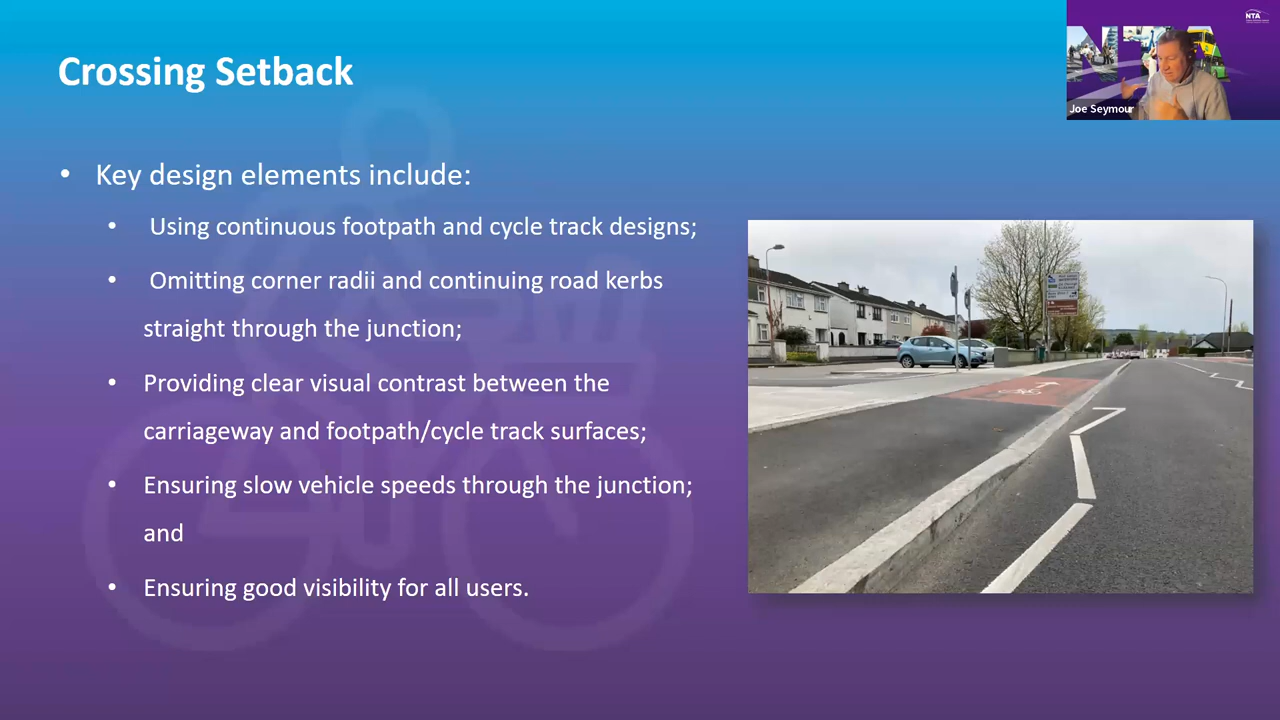 NTA
NTA
Joe Seymour
Crossing Setback
• Key design elements include:
• Using continuous footpath and cycle track designs;
• Omitting corner radii and continuing road kerbs
straight through the junction;
• Providing clear visual contrast between the
carriageway and footpath/cycle track surfaces;
• Ensuring slow vehicle speeds through the junction;
and
• Ensuring good visibility for all users.